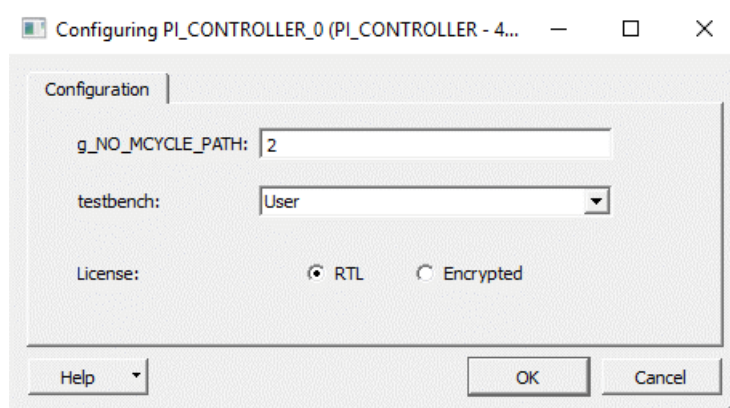 Configuring PI_CONTROLLER_0 (PI_CONTROLLER - 4...
Configuration
g_NO_MCYCLE_PATH: 2
testbench: User
License: RTL Encrypted
Help OK Cancel